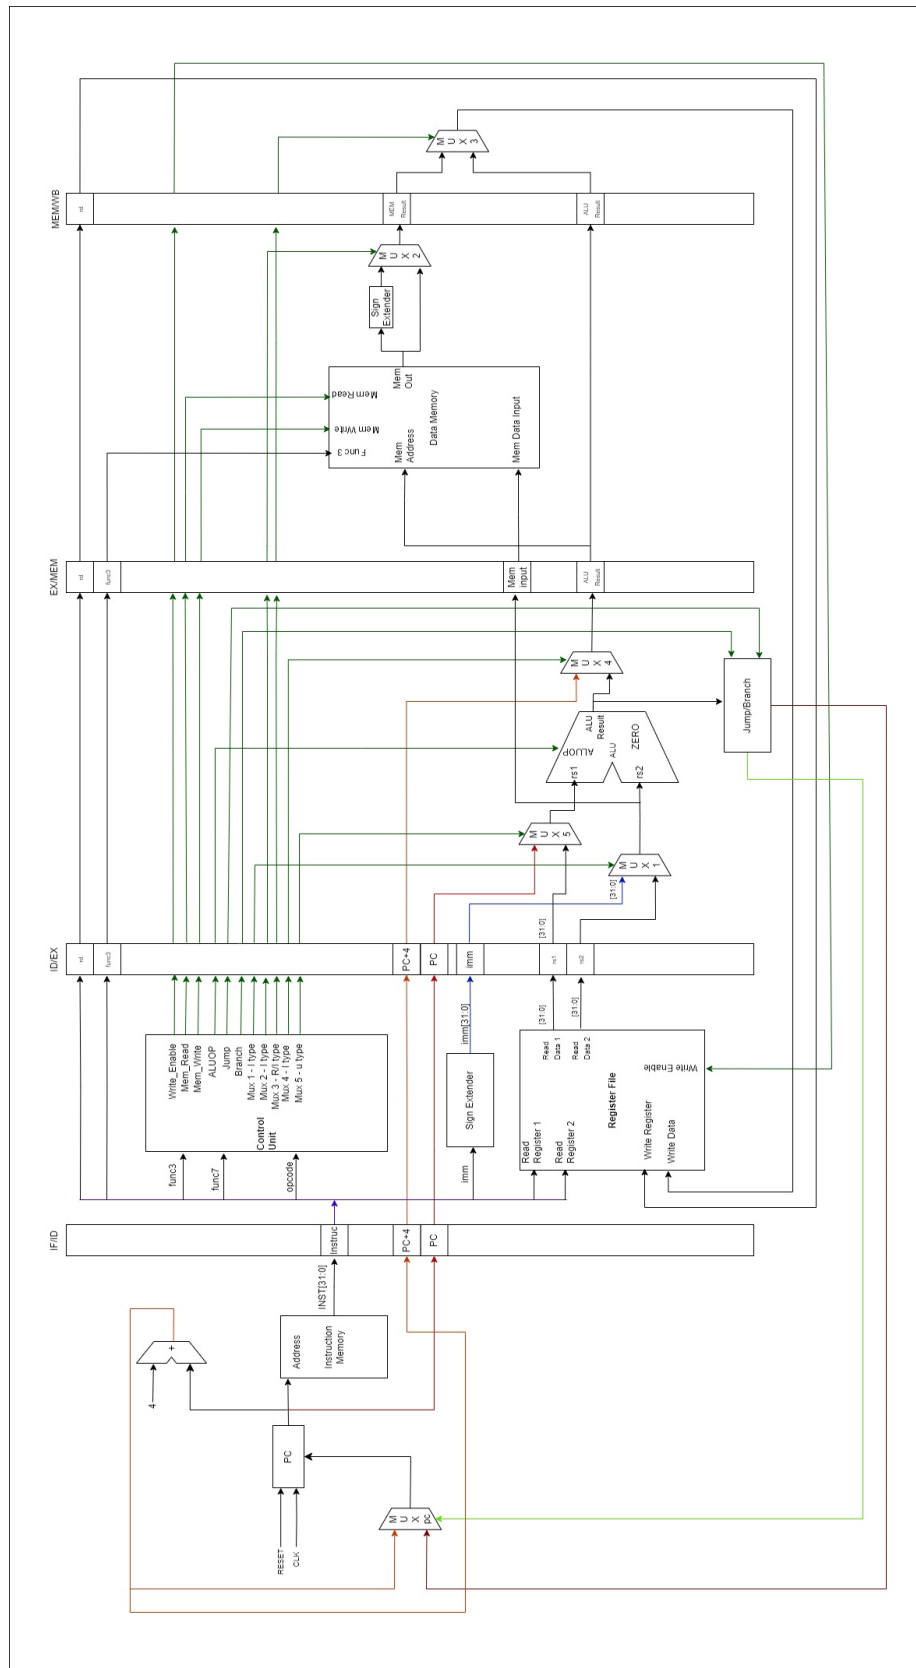 MEM/WB
rd
MEM
Result
ALU
Result
M
U
X
3
M
U
X
2
Sign
Extender
Mem
Out
Mem Read
Mem Write
Func 3
Mem
Address
Data Memory
Mem Data Input
EX/MEM
rd
func3
Mem
input
ALU
Result
M
U
X
4
Jump/Branch
ALU
Result
ZERO
ALUOP
ALU
rs1
rs2
M
U
X
5
M
U
X
1
[31:0]
[31:0]
ID/EX
rd
func3
PC+4
PC
imm
rs1
rs2
[31:0]
[31:0]
imm[31:0]
Write_Enable
Mem_Read
Mem_Write
ALUOP
Jump
Branch
Mux 1 - I type
Mux 2 - I type
Mux 3 - R/I type
Mux 4 - I type
Mux 5 - u type
Control
Unit
func3
func7
opcode
Sign Extender
imm
Read
Data 1
Read
Data 2
Write Enable
Register File
Read
Register 1
Read
Register 2
Write Register
Write Data
IF/ID
Instruc
PC+4
PC
INST[31:0]
+
4
Address
Instruction
Memory
PC
RESET
CLK
M
U
X
pc